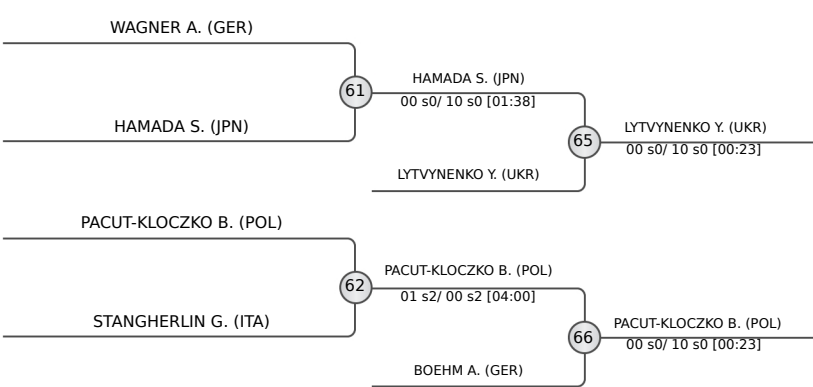 WAGNER A. (GER)
61
HAMADA S. (JPN)
00 s0/ 10 s0 [01:38]
HAMADA S. (JPN)
65
LYTVYNENKO Y. (UKR)
00 s0/ 10 s0 [00:23]
LYTVYNENKO Y. (UKR)
PACUT-KLOCZKO B. (POL)
62
PACUT-KLOCZKO B. (POL)
01 s2/ 00 s2 [04:00]
STANGHERLIN G. (ITA)
66
PACUT-KLOCZKO B. (POL)
00 s0/ 10 s0 [00:23]
BOEHM A. (GER)